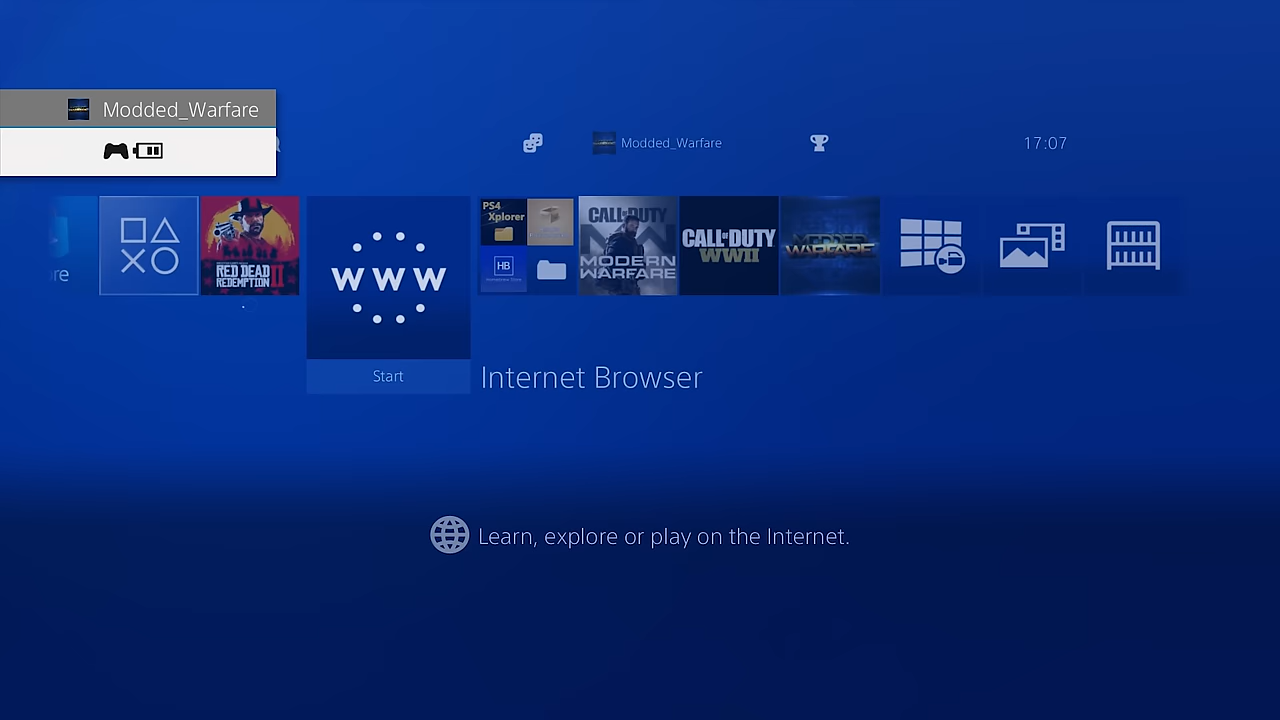 Modded_Warfare
Modded_Warfare
17:07
re
RED DEAD
REDEMPTION II
WWW
PS4
Xplorer
HB
CALL OF DUTY
MW
MODERN
WARFARE
CALL OF DUTY
WWII
MODDED
WARFARE
Start
Internet Browser
Learn, explore or play on the Internet.